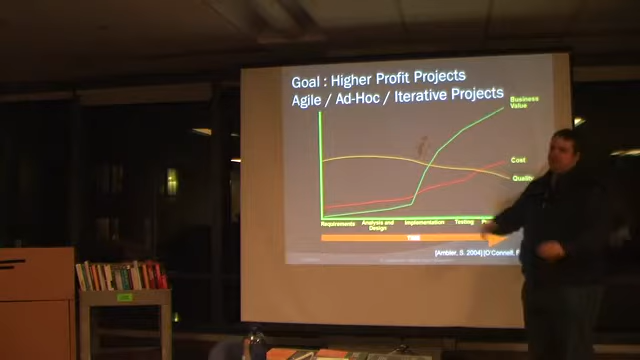 Goal : Higher Profit Projects
Agile / Ad-Hoc / Iterative Projects
Business
Value
Cost
Quality
Requirements
Analysis and
Design
Implementation
Testing
[Ambler, S. 2004] [O'Connell, F